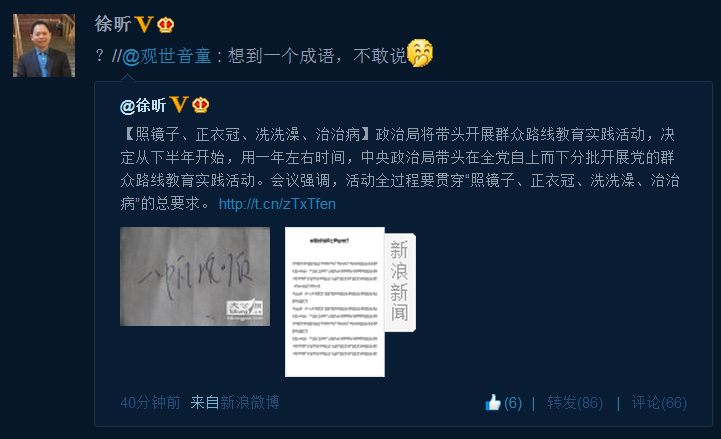 徐昕
? //@观世音童：想到一个成语，不敢说
@徐昕
【照镜子、正衣冠、洗洗澡、治治病】政治局将带头开展群众路线教育实践活动，决
定从下半年开始，用一年左右时间，中央政治局带头在全党自上而下分批开展党的群
众路线教育实践活动。会议强调，活动全过程要贯穿“照镜子、正衣冠、洗洗澡、治治
病”的总要求。 http://t.cn/zTxTfen
新浪新闻
40分钟前 来自新浪微博
(6) | 转发(86) | 评论(66)